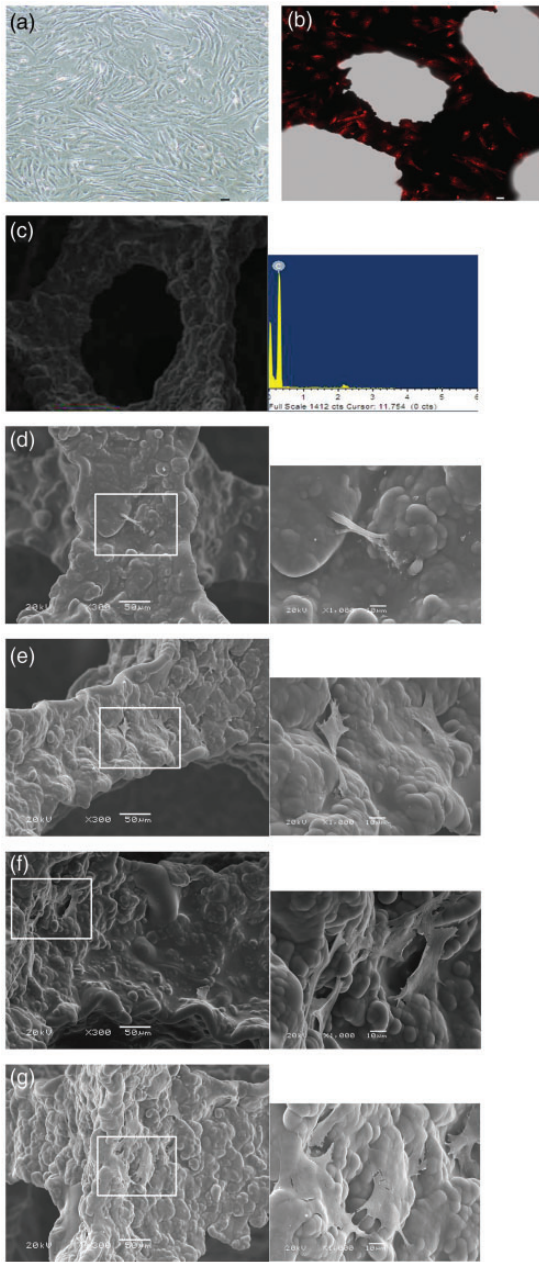 (a)
(b)
(c)
C
0 1 2 3 4 5 6
Full Scale 1412 cts Cursor: 11.754 (0 cts)
(d)
20kV X300 50µm
20kV X1,000 10µm
(e)
20kV X300 50µm
20kV X1,000 10µm
(f)
20kV X300 50µm
20kV X1,000 10µm
(g)
20kV X300 50µm
20kV X1,000 10µm